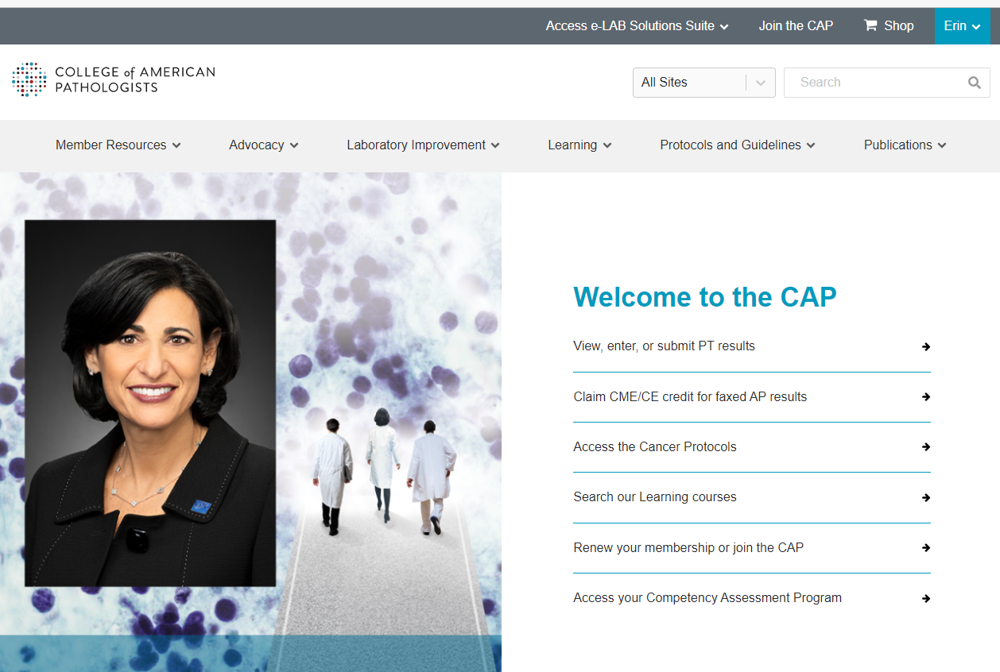 Access e-LAB Solutions Suite
Join the CAP
Shop
Erin
COLLEGE of AMERICAN
PATHOLOGISTS
All Sites
Search
Member Resources
Advocacy
Laboratory Improvement
Learning
Protocols and Guidelines
Publications
Welcome to the CAP
View, enter, or submit PT results
Claim CME/CE credit for faxed AP results
Access the Cancer Protocols
Search our Learning courses
Renew your membership or join the CAP
Access your Competency Assessment Program